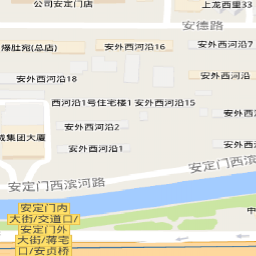 公司安定门店
上龙西里33
安德路
爆肚宛(总店)
安外西河沿16
安外西河沿7
安外西河沿18
安外西河沿
西河沿1号住宅楼1
安外西河沿15
安外西河沿2
集团大厦
安外西河沿1
安定门西滨
安定门西滨河路
安定门内
大街/交道口/
安定门外
大街/蒋宅
口/安贞桥
中